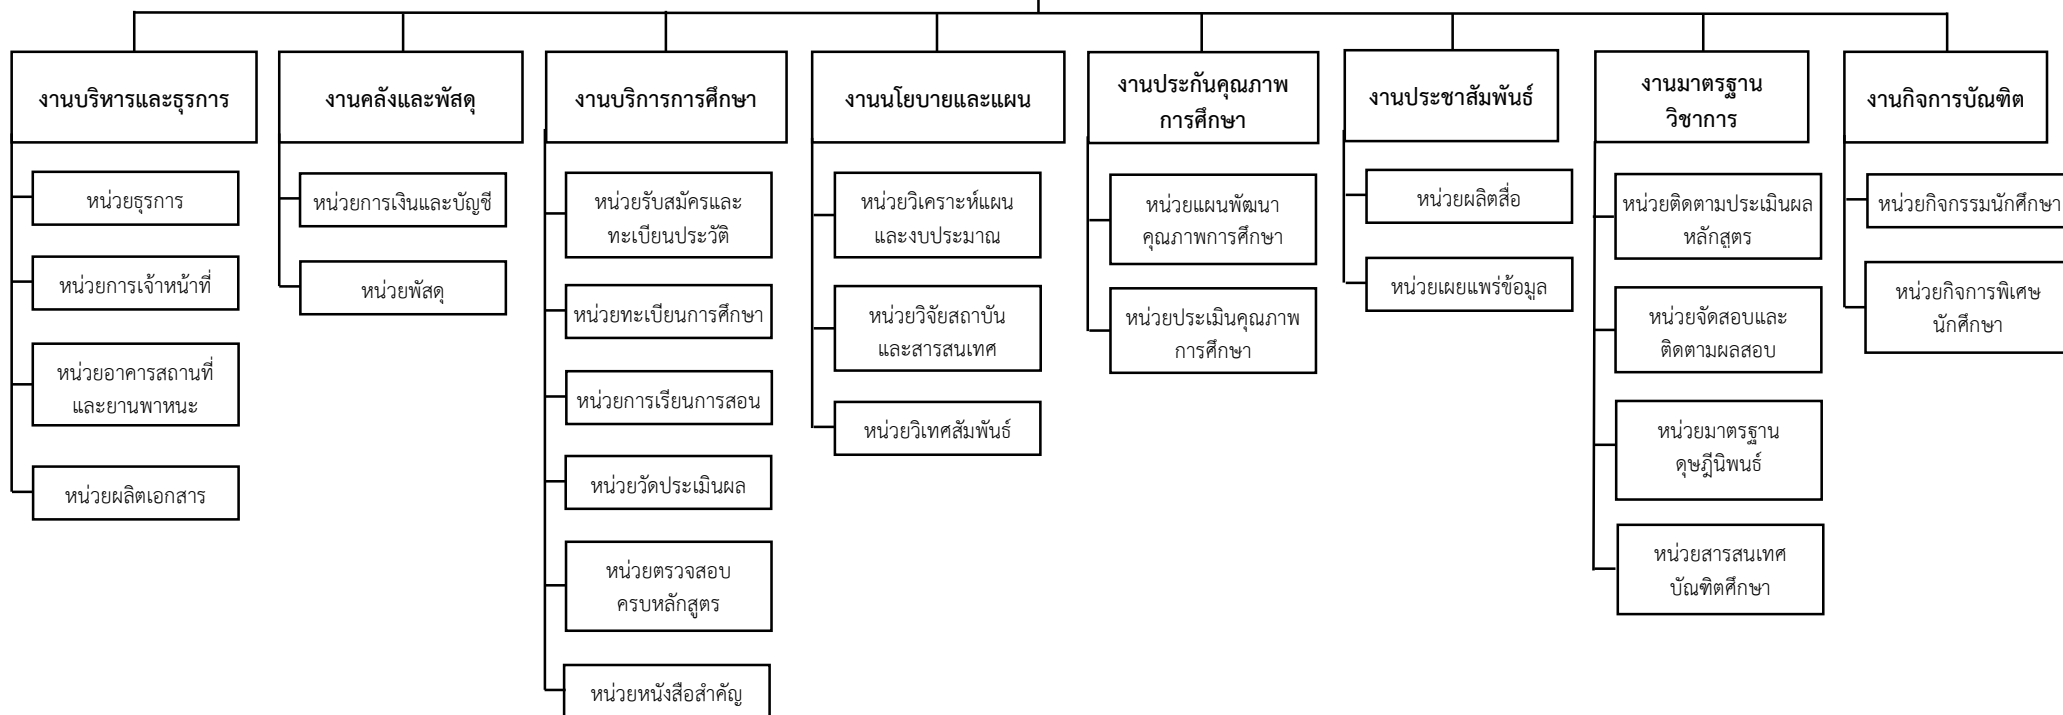 งานบริหารและธุรการ
หน่วยธุรการ
หน่วยการเจ้าหน้าที่
หน่วยอาคารสถานที่
และยานพาหนะ
หน่วยผลิตเอกสาร
งานคลังและพัสดุ
หน่วยการเงินและบัญชี
หน่วยพัสดุ
งานบริการการศึกษา
หน่วยรับสมัครและ
ทะเบียนประวัติ
หน่วยทะเบียนการศึกษา
หน่วยการเรียนการสอน
หน่วยวัดประเมินผล
หน่วยตรวจสอบ
ครบหลักสูตร
หน่วยหนังสือสำคัญ
งานนโยบายและแผน
หน่วยวิเคราะห์แผน
และงบประมาณ
หน่วยวิจัยสถาบัน
และสารสนเทศ
หน่วยวิเทศสัมพันธ์
งานประกันคุณภาพ
การศึกษา
หน่วยแผนพัฒนา
คุณภาพการศึกษา
หน่วยประเมินคุณภาพ
การศึกษา
งานประชาสัมพันธ์
หน่วยผลิตสื่อ
หน่วยเผยแพร่ข้อมูล
งานมาตรฐาน
วิชาการ
หน่วยติดตามประเมินผล
หลักสูตร
หน่วยจัดสอบและ
ติดตามผลสอบ
หน่วยมาตรฐาน
ดุษฎีนิพนธ์
หน่วยสารสนเทศ
บัณฑิตศึกษา
งานกิจการบัณฑิต
หน่วยกิจกรรมนักศึกษา
หน่วยกิจการพิเศษ
นักศึกษา